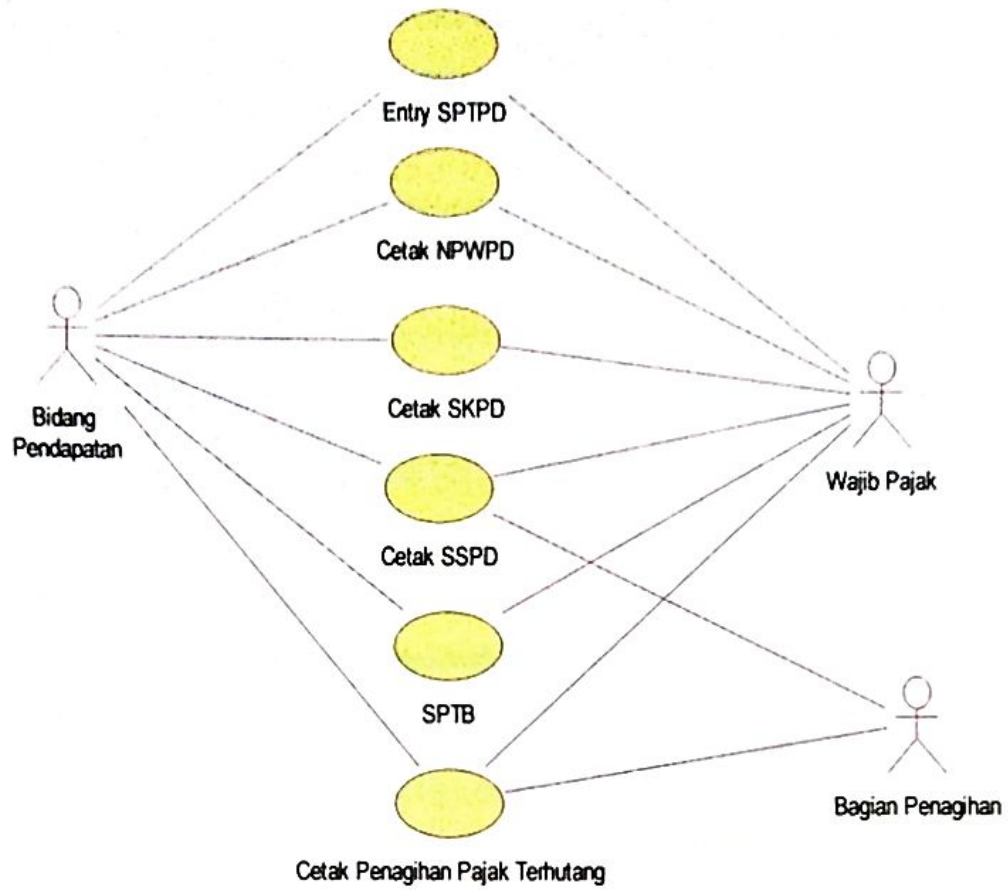 Entry SPTPD
Cetak NPWPD
Bidang
Pendapatan
Cetak SKPD
Wajib Pajak
Cetak SSPD
SPTB
Bagian Penagihan
Cetak Penagihan Pajak Terhutang